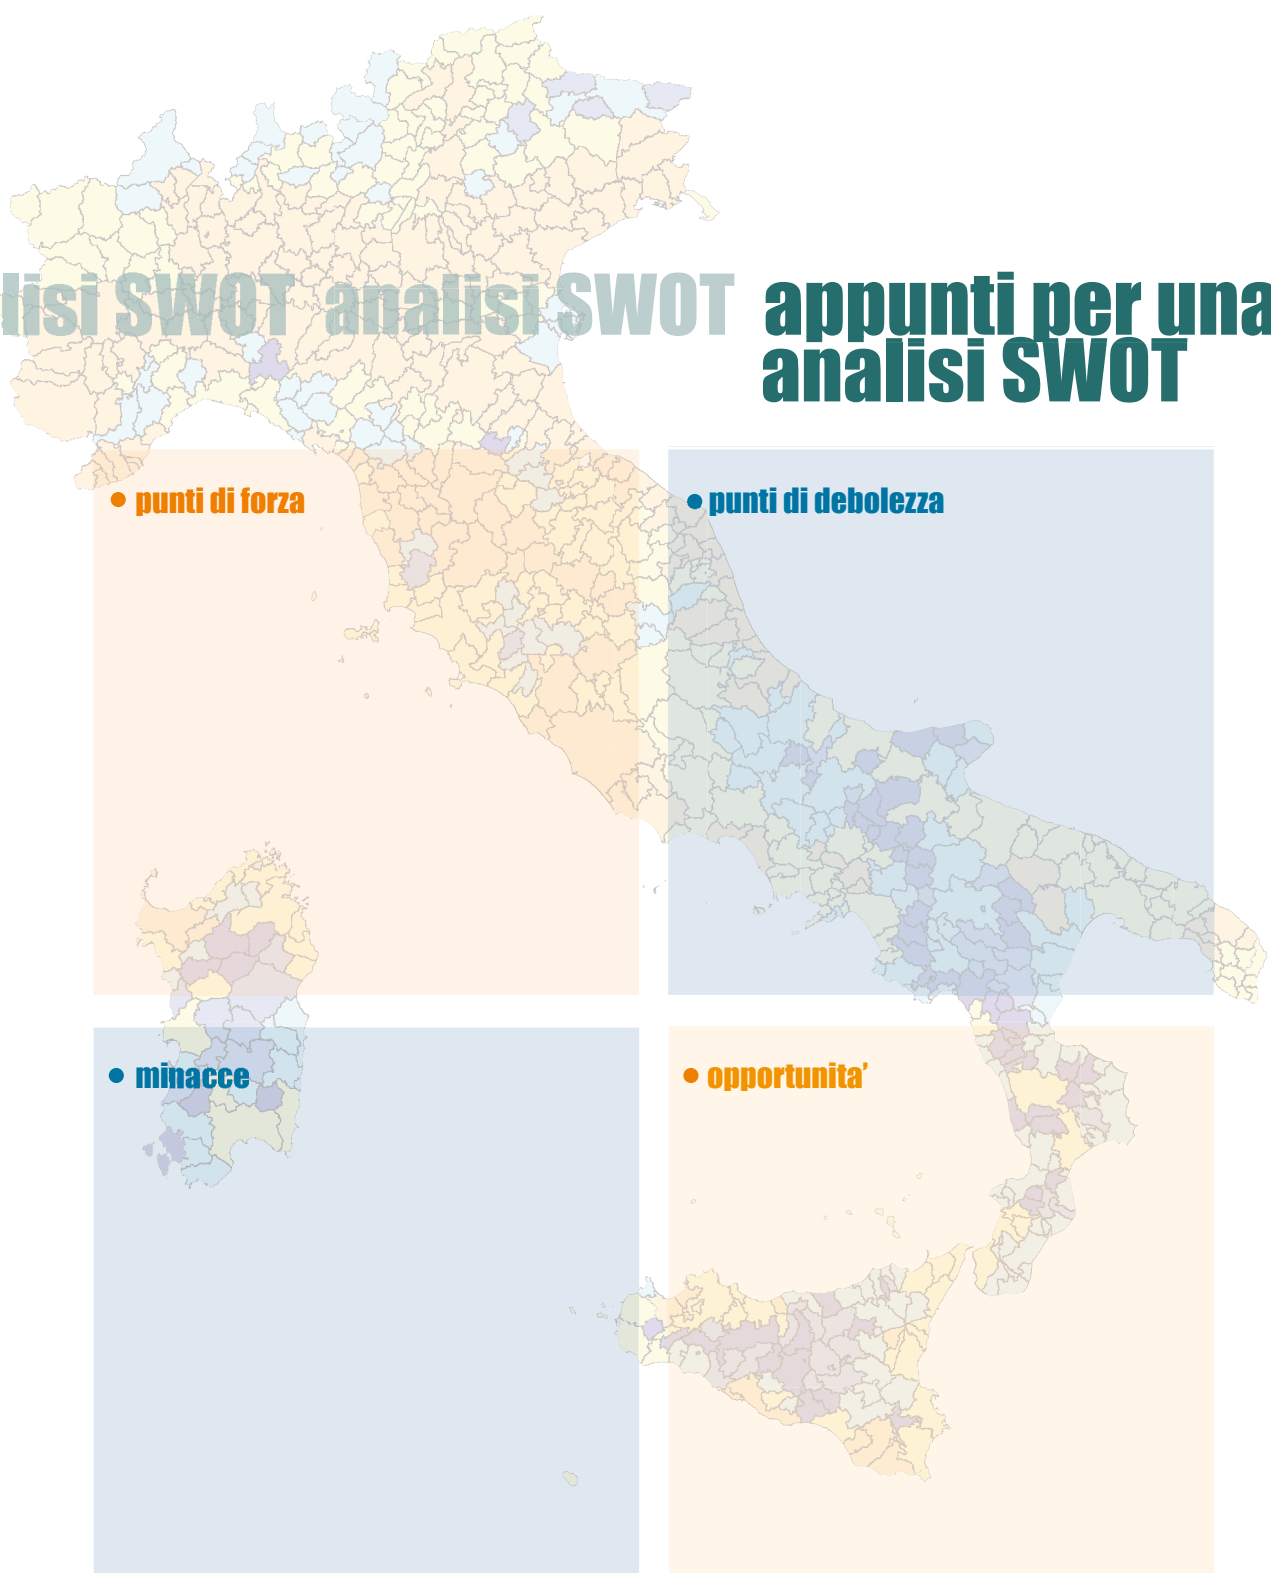 lisi SWOT analisi SWOT appunti per una
analisi SWOT
• punti di forza
• punti di debolezza
• minacce
• opportunita’